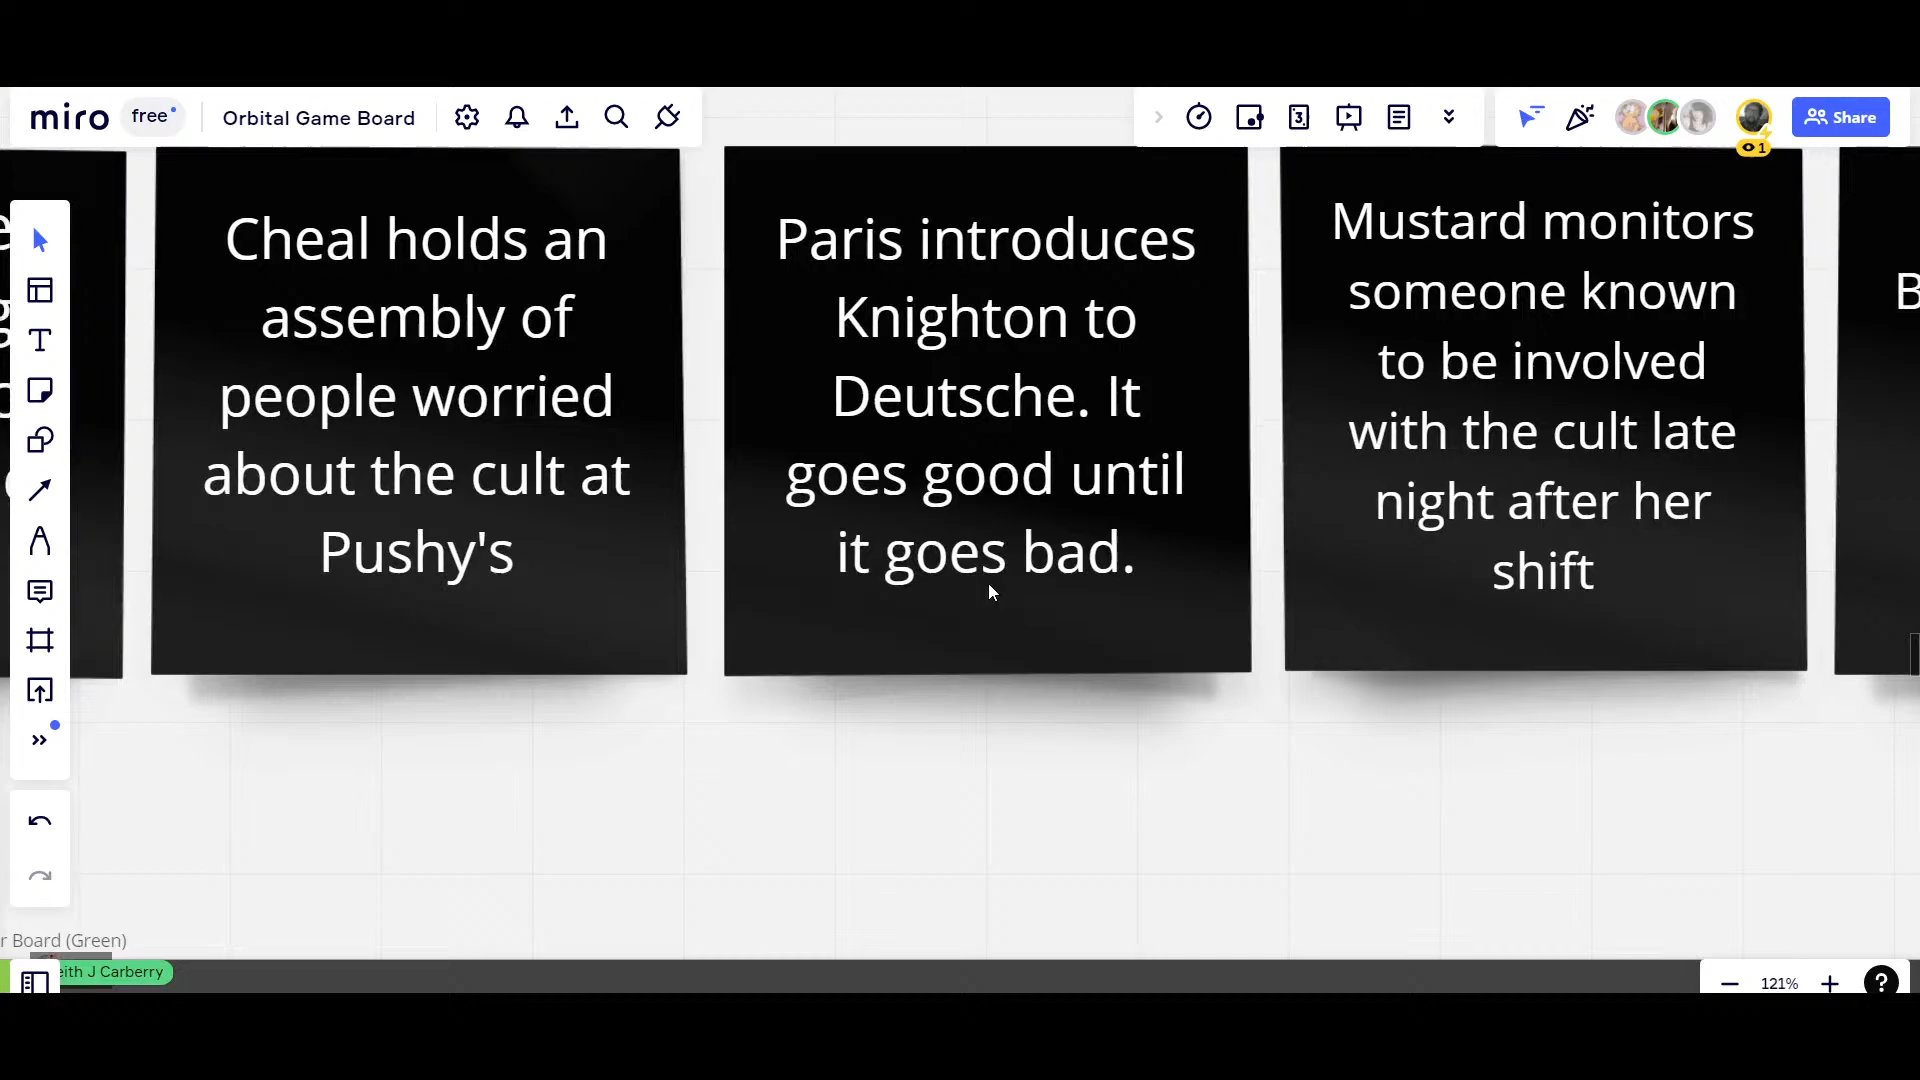 miro free Orbital Game Board 3 Share
1
Cheal holds an
assembly of
people worried
about the cult at
Pushy's
Paris introduces
Knighton to
Deutsche. It
goes good until
it goes bad.
Mustard monitors
someone known
to be involved
with the cult late
night after her
shift
r Board (Green)
eith J Carberry
121%
?